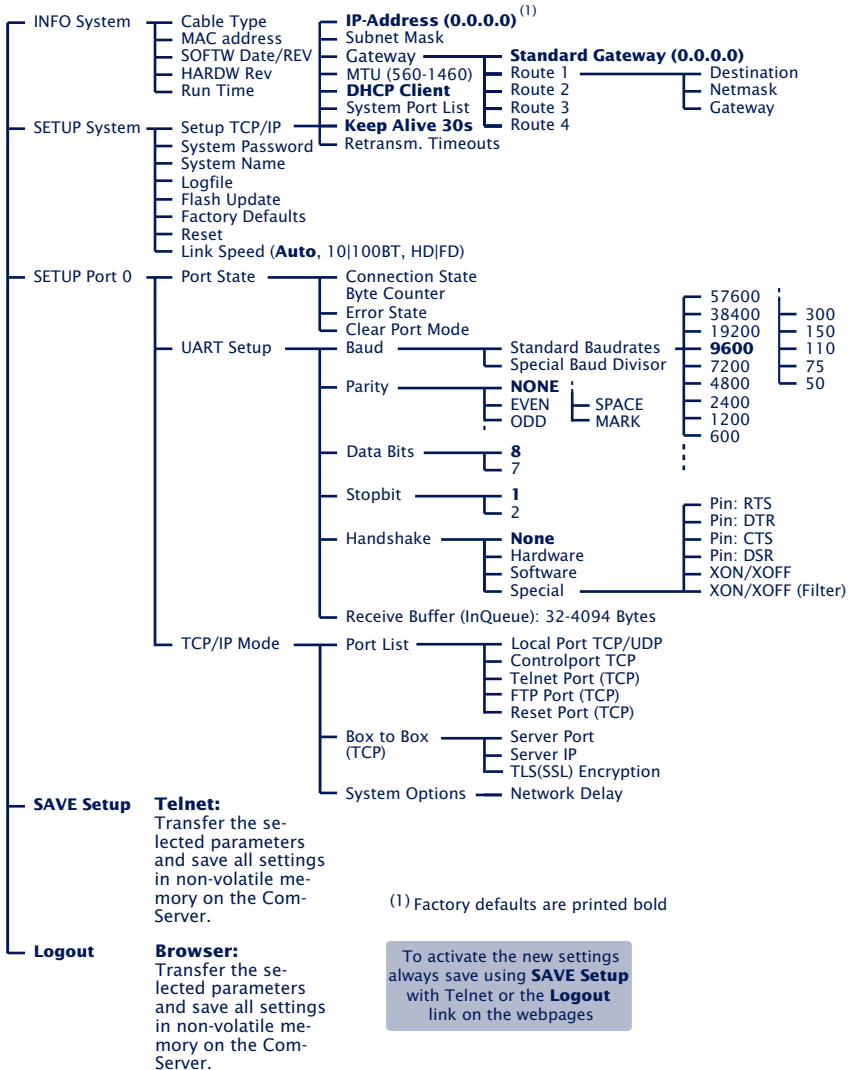 INFO System
Cable Type
MAC address
SOFTW Date/REV
HARDW Rev
Run Time
SETUP System
Setup TCP/IP
IP-Address (0.0.0.0) (1)
Subnet Mask
Gateway
Standard Gateway (0.0.0.0)
Route 1
Destination
Netmask
Gateway
Route 2
Route 3
Route 4
MTU (560-1460)
DHCP Client
System Port List
Keep Alive 30s
Retransm. Timeouts
System Password
System Name
Logfile
Flash Update
Factory Defaults
Reset
Link Speed (Auto, 10|100BT, HD|FD)
SETUP Port 0
Port State
Connection State
Byte Counter
Error State
Clear Port Mode
UART Setup
Baud
Standard Baudrates
57600
38400
19200
9600
7200
4800
2400
1200
600
300
150
110
75
50
Special Baud Divisor
Parity
NONE
EVEN
ODD
SPACE
MARK
Data Bits
8
7
Stopbit
1
2
Handshake
None
Hardware
Software
Special
Pin: RTS
Pin: DTR
Pin: CTS
Pin: DSR
XON/XOFF
XON/XOFF (Filter)
Receive Buffer (InQueue): 32-4094 Bytes
TCP/IP Mode
Port List
Local Port TCP/UDP
Controlport TCP
Telnet Port (TCP)
FTP Port (TCP)
Reset Port (TCP)
Box to Box
(TCP)
Server Port
Server IP
TLS(SSL) Encryption
System Options
Network Delay
SAVE Setup
Telnet:
Transfer the se-
lected parameters
and save all settings
in non-volatile me-
mory on the Com-
Server.
(1) Factory defaults are printed bold
Logout
Browser:
Transfer the se-
lected parameters
and save all settings
in non-volatile me-
mory on the Com-
Server.
To activate the new settings
always save using SAVE Setup
with Telnet or the Logout
link on the webpages